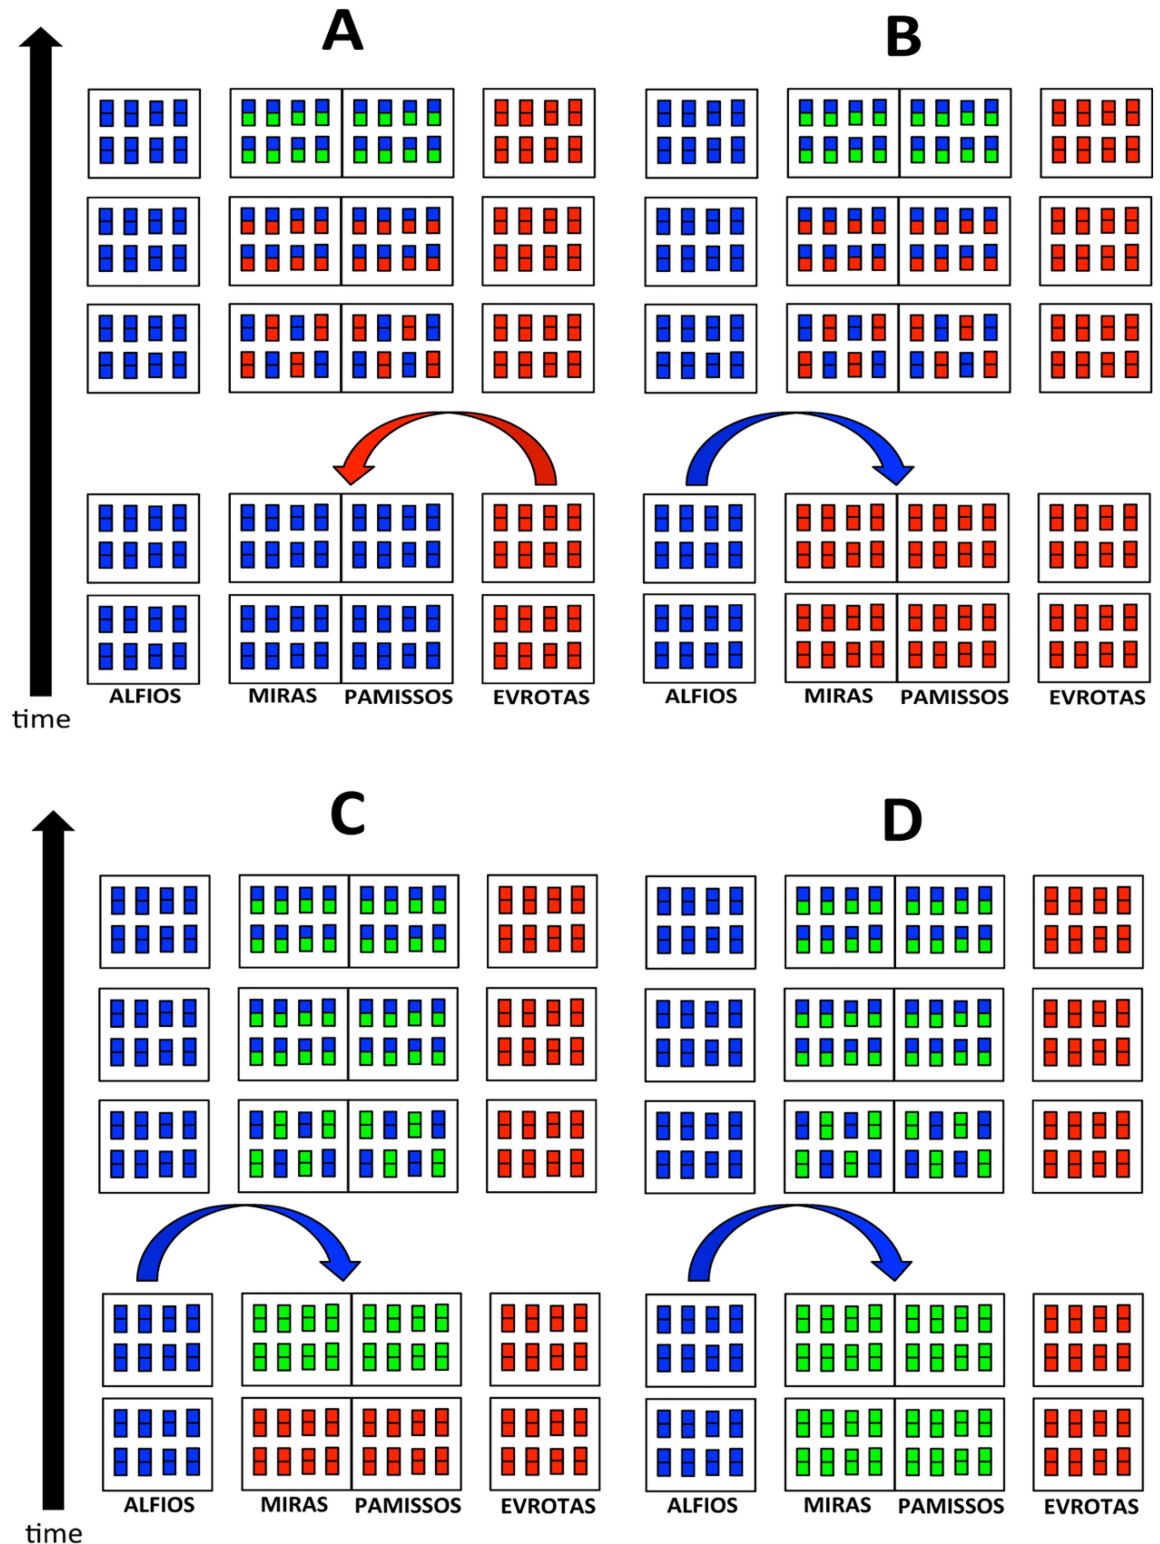 A B
ALFIOS MIRAS PAMISSOS EVROTAS ALFIOS MIRAS PAMISSOS EVROTAS
time
C D
ALFIOS MIRAS PAMISSOS EVROTAS ALFIOS MIRAS PAMISSOS EVROTAS
time